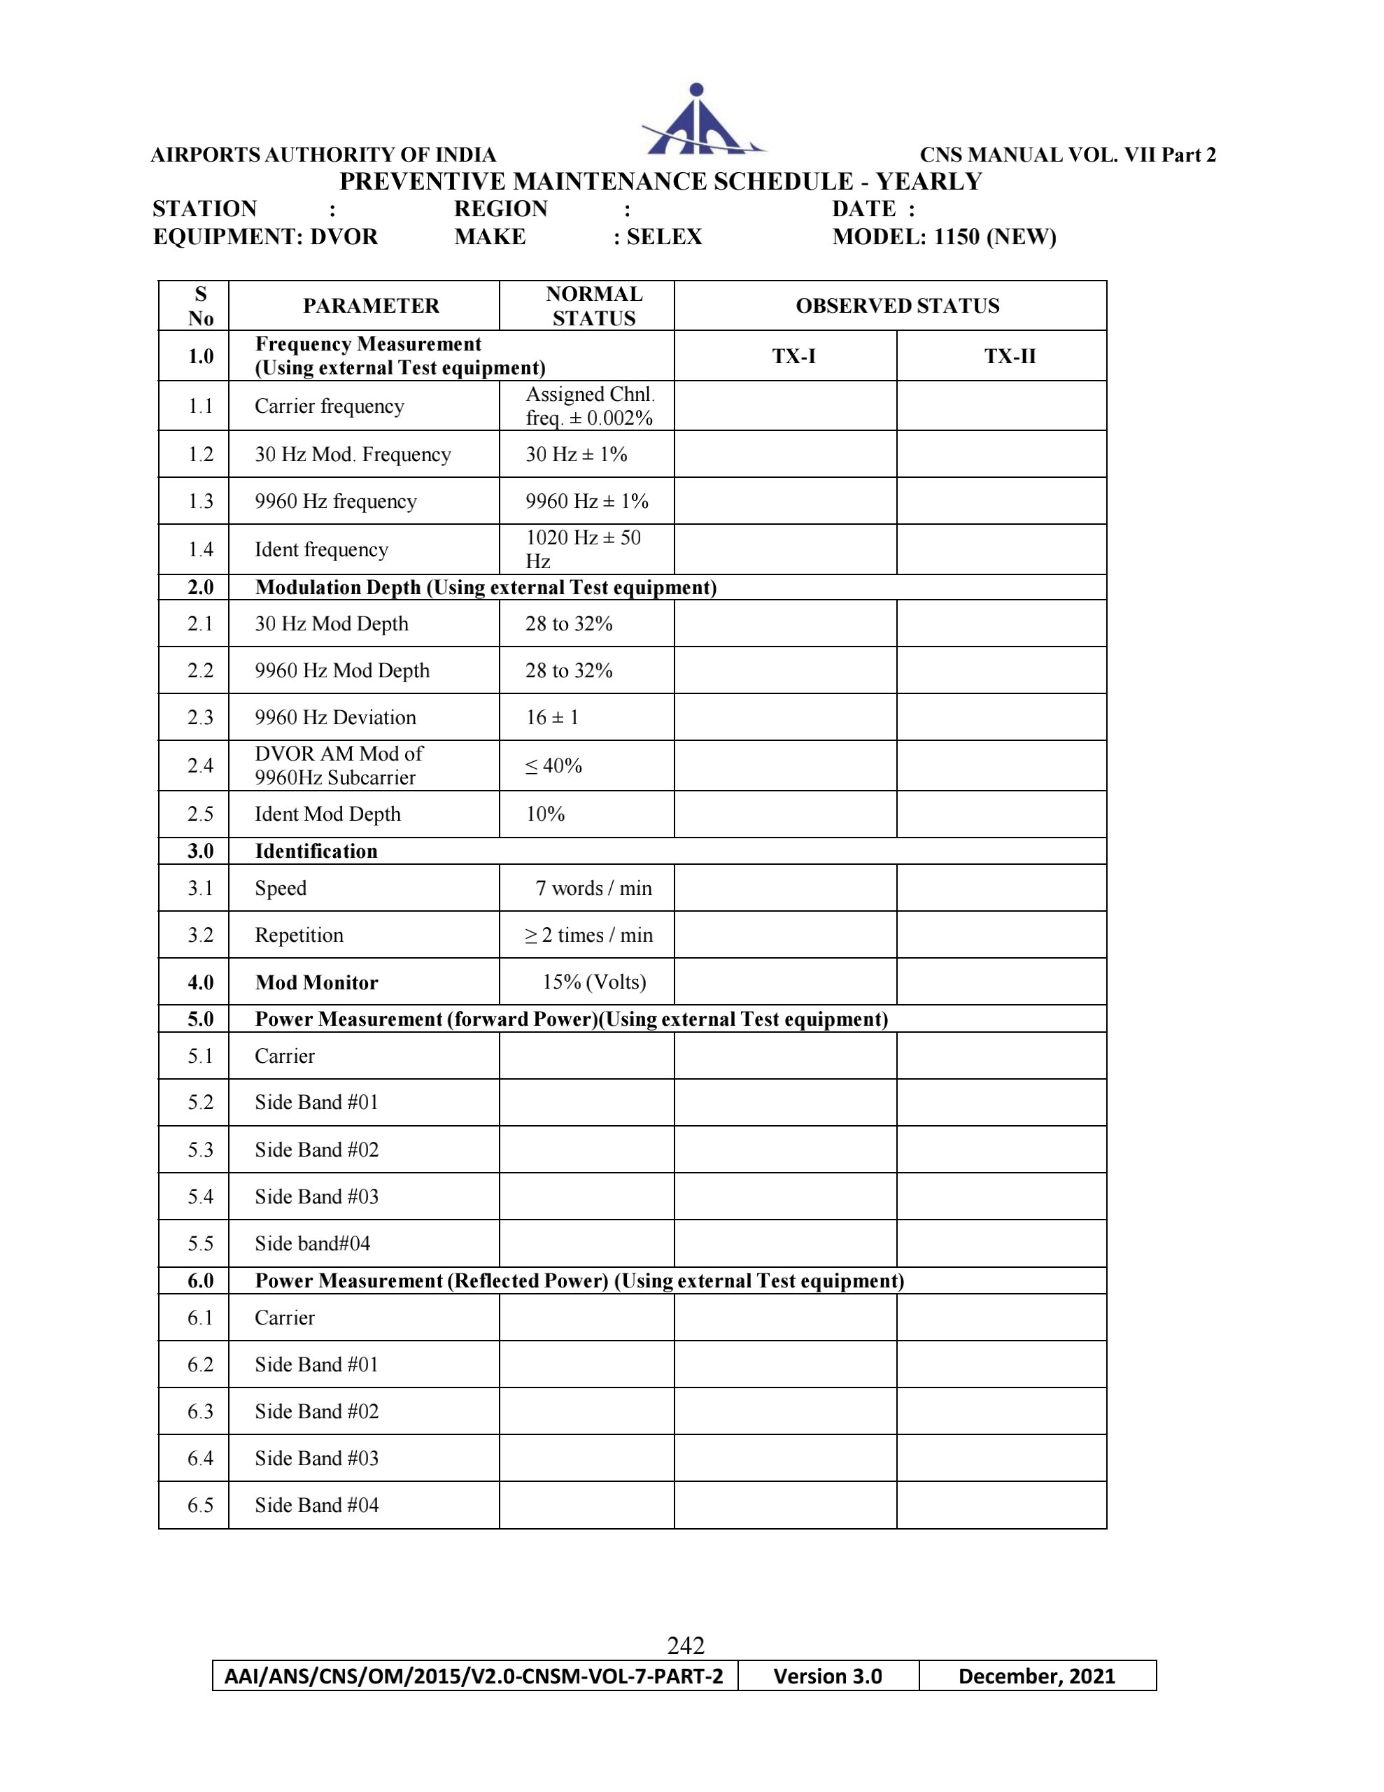 AIRPORTS AUTHORITY OF INDIA CNS MANUAL VOL. VII Part 2
PREVENTIVE MAINTENANCE SCHEDULE - YEARLY
STATION : REGION : DATE :
EQUIPMENT: DVOR MAKE : SELEX MODEL: 1150 (NEW)
S No PARAMETER NORMAL STATUS OBSERVED STATUS
1.0 Frequency Measurement (Using external Test equipment) TX-I TX-II
1.1 Carrier frequency Assigned Chnl. freq. ± 0.002%
1.2 30 Hz Mod. Frequency 30 Hz ± 1%
1.3 9960 Hz frequency 9960 Hz ± 1%
1.4 Ident frequency 1020 Hz ± 50 Hz
2.0 Modulation Depth (Using external Test equipment)
2.1 30 Hz Mod Depth 28 to 32%
2.2 9960 Hz Mod Depth 28 to 32%
2.3 9960 Hz Deviation 16 ± 1
2.4 DVOR AM Mod of 9960Hz Subcarrier ≤ 40%
2.5 Ident Mod Depth 10%
3.0 Identification
3.1 Speed 7 words / min
3.2 Repetition ≥ 2 times / min
4.0 Mod Monitor 15% (Volts)
5.0 Power Measurement (forward Power)(Using external Test equipment)
5.1 Carrier
5.2 Side Band #01
5.3 Side Band #02
5.4 Side Band #03
5.5 Side band#04
6.0 Power Measurement (Reflected Power) (Using external Test equipment)
6.1 Carrier
6.2 Side Band #01
6.3 Side Band #02
6.4 Side Band #03
6.5 Side Band #04
242
AAI/ANS/CNS/OM/2015/V2.0-CNSM-VOL-7-PART-2 Version 3.0 December, 2021